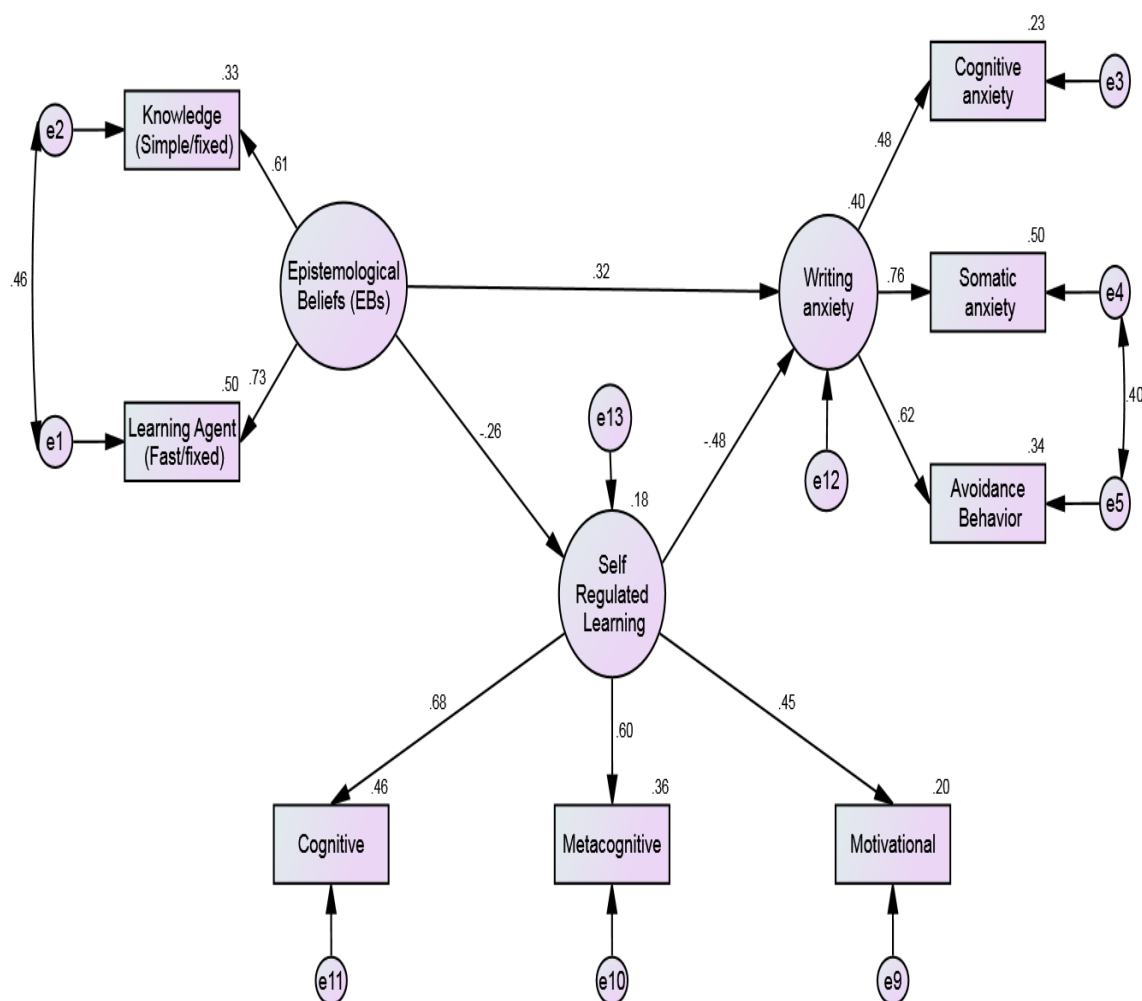 .23
Cognitive
anxiety
e3
.33
Knowledge
(Simple/fixed)
e2
.61
.48
.40
.46
Epistemological
Beliefs (EBs)
.32
Writing
anxiety
.76
.50
Somatic
anxiety
e4
.50
.73
Learning Agent
(Fast/fixed)
e1
-.26
e13
-.48
e12
.62
.40
.34
Avoidance
Behavior
e5
.18
Self
Regulated
Learning
.68
.60
.45
.46
Cognitive
.36
Metacognitive
.20
Motivational
e11
e10
e9